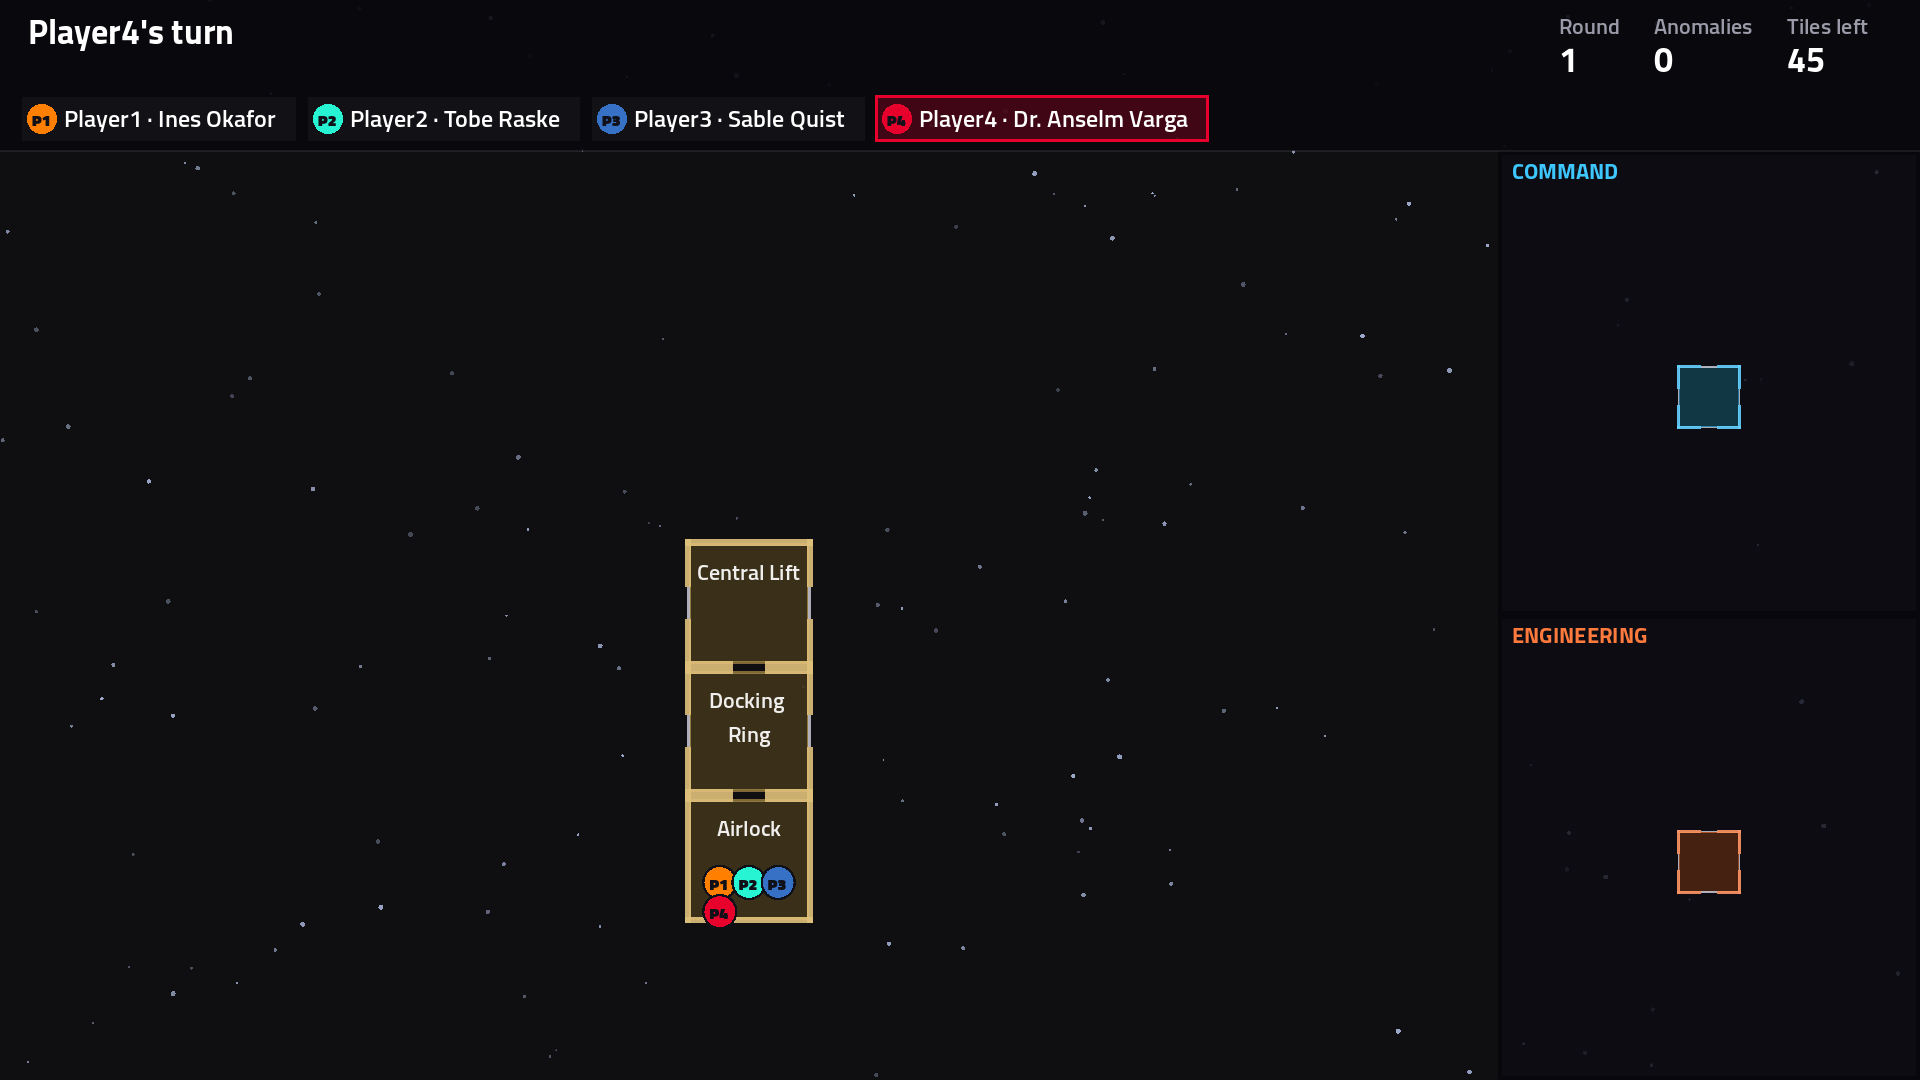 Player4's turn
Round
1
Anomalies
0
Tiles left
45
P1 Player1 · Ines Okafor
P2 Player2 · Tobe Raske
P3 Player3 · Sable Quist
P4 Player4 · Dr. Anselm Varga
COMMAND
Central Lift
ENGINEERING
Docking
Ring
Airlock
P1 P2 P3
P4